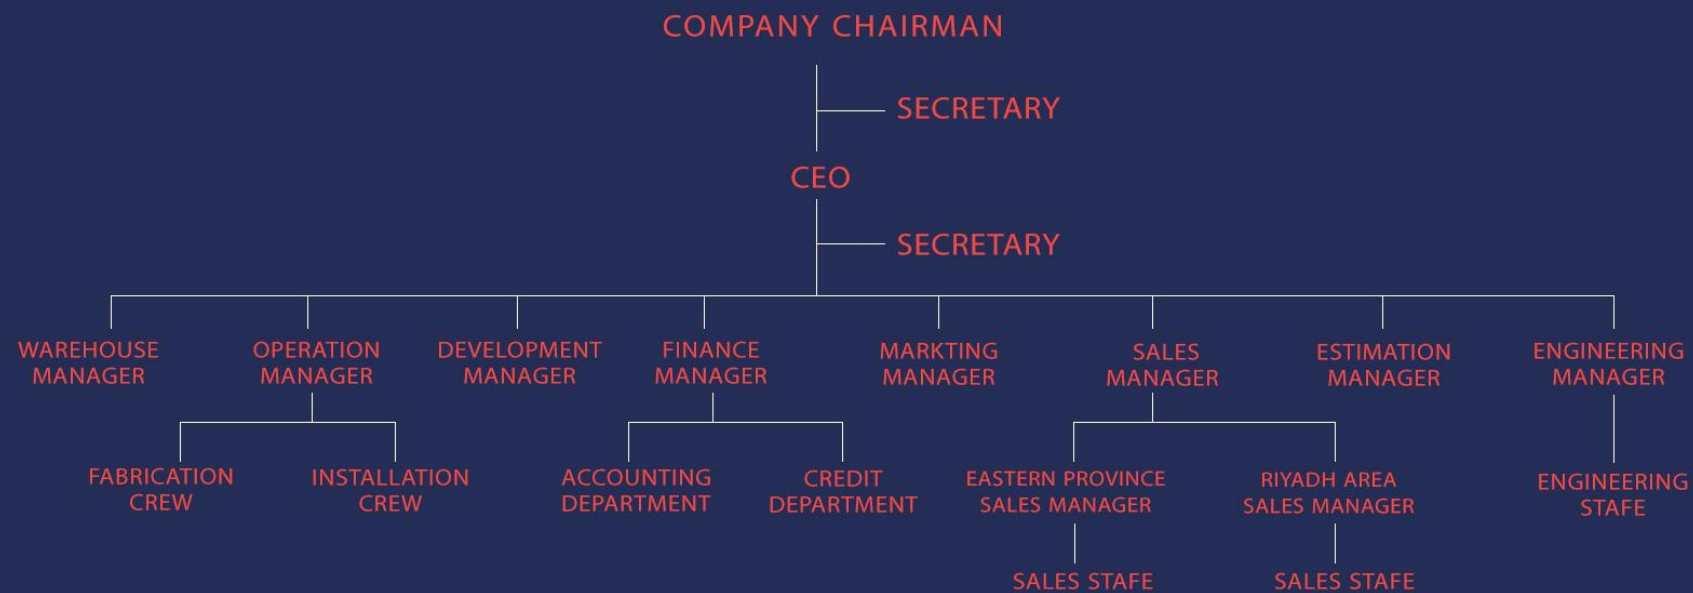 COMPANY CHAIRMAN
SECRETARY
CEO
SECRETARY
WAREHOUSE
MANAGER
OPERATION
MANAGER
DEVELOPMENT
MANAGER
FINANCE
MANAGER
MARKTING
MANAGER
SALES
MANAGER
ESTIMATION
MANAGER
ENGINEERING
MANAGER
FABRICATION
CREW
INSTALLATION
CREW
ACCOUNTING
DEPARTMENT
CREDIT
DEPARTMENT
EASTERN PROVINCE
SALES MANAGER
RIYADH AREA
SALES MANAGER
ENGINEERING
STAFE
SALES STAFE
SALES STAFE